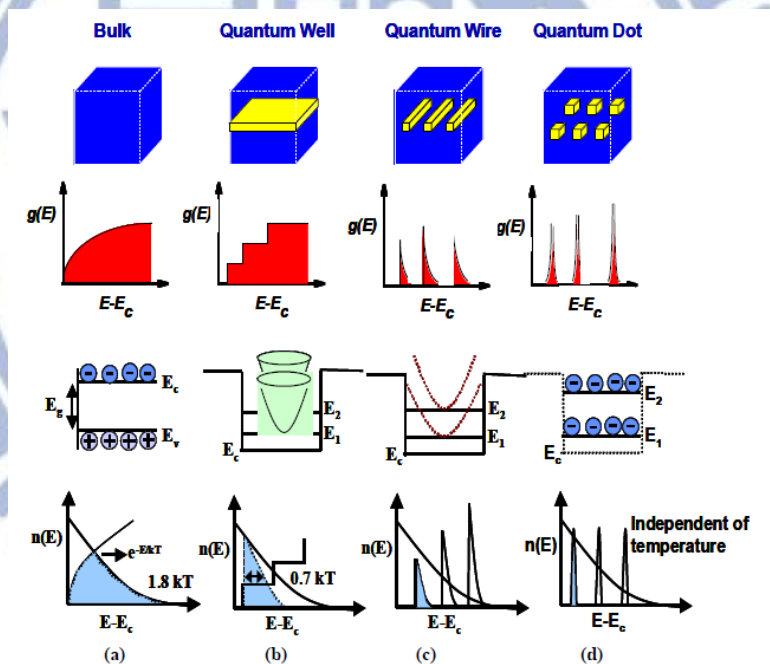 Bulk Quantum Well Quantum Wire Quantum Dot
g(E) g(E) g(E) g(E)
E-Ec E-Ec E-Ec E-Ec
Ec
Eg
Ev
E2
E1
Ec
E2
E1
Ec
E2
E1
Ec
n(E) e-E/kT 1.8 kT
n(E) 0.7 kT
n(E)
n(E) Independent of
temperature
E-Ec E-Ec E-Ec E-Ec
(a) (b) (c) (d)